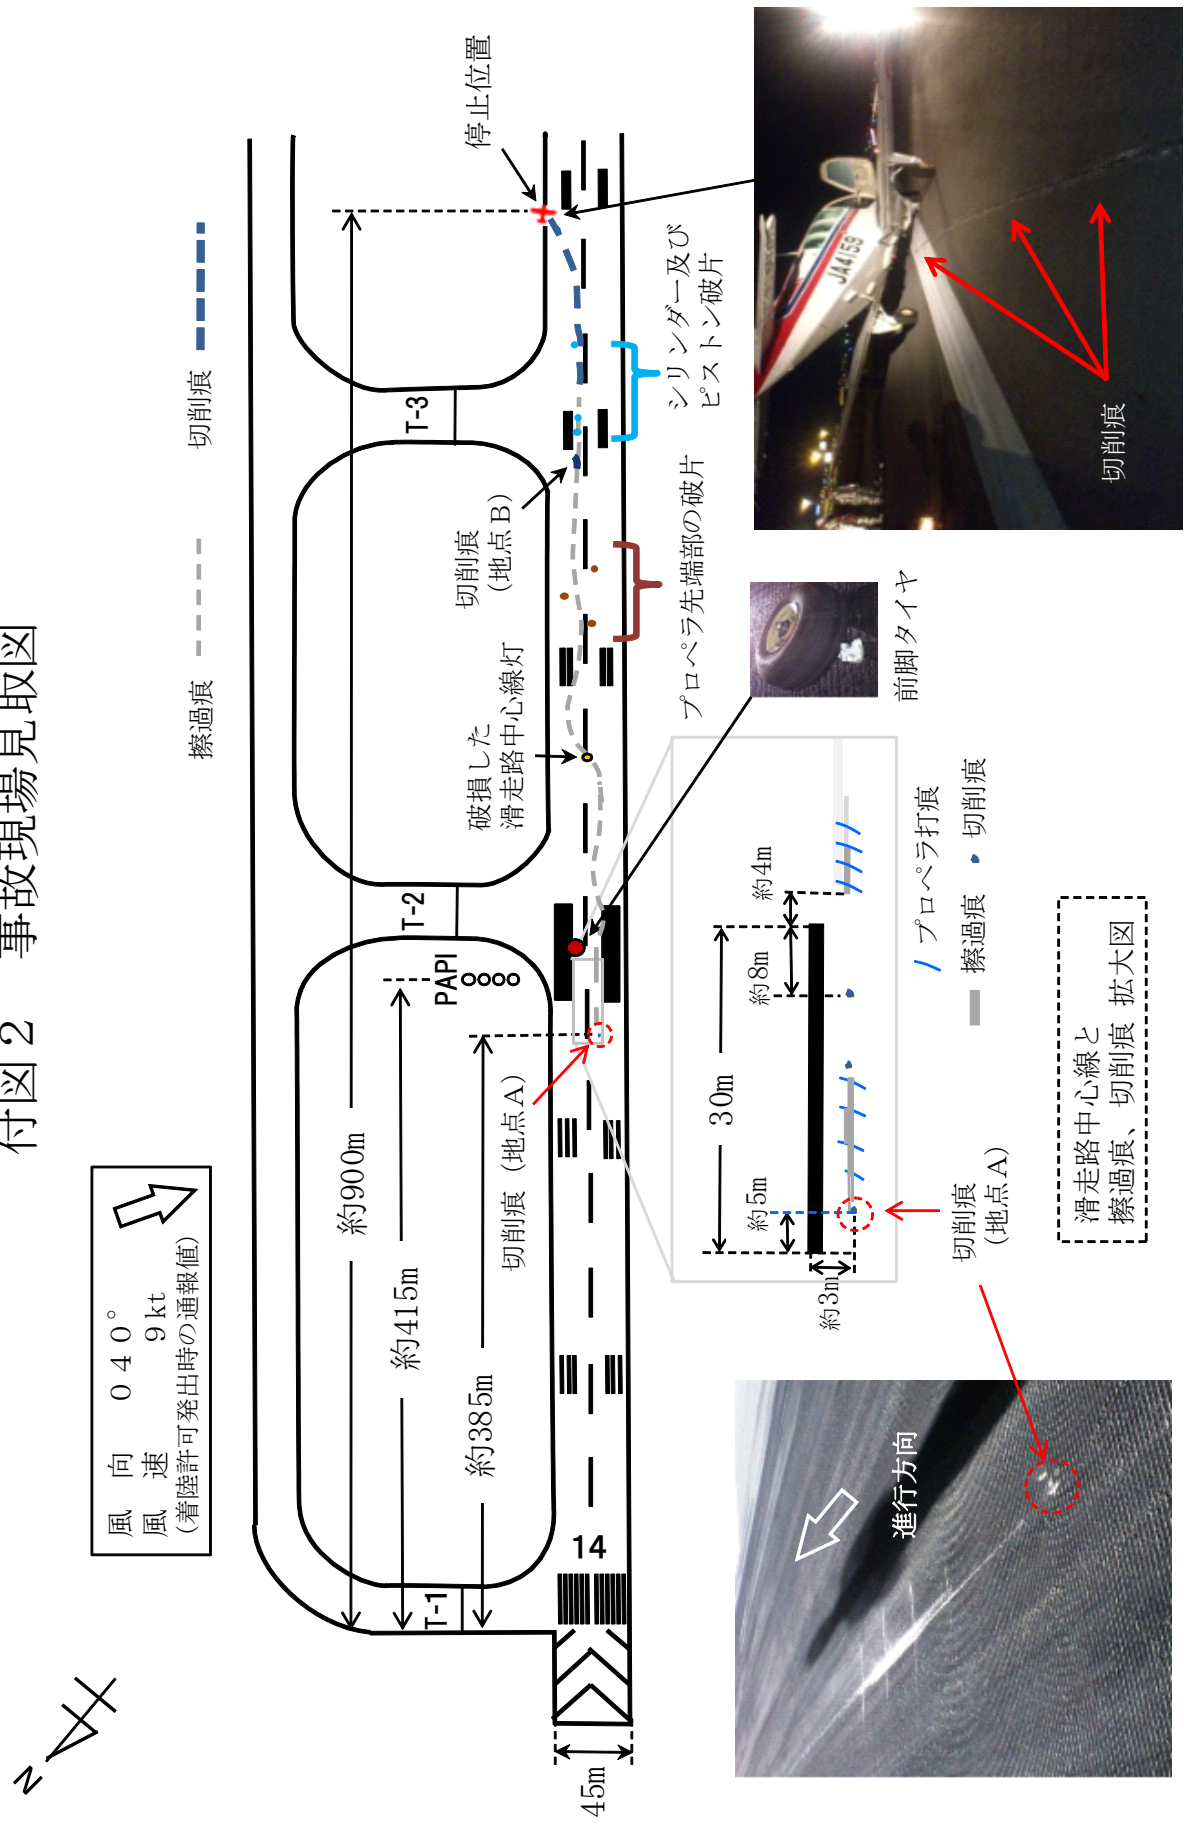 付図２　事故現場見取図
N
風　向　　０４０°
風　速　　９kt
（着陸許可発出時の通報値）
擦過痕
切削痕
約900m
約415m
約385m
45m
T-1
T-2
T-3
14
PAPI
停止位置
切削痕（地点Ａ）
破損した
滑走路中心線灯
切削痕
（地点Ｂ）
プロペラ先端部の破片
シリンダー及び
ピストン破片
前脚タイヤ
30m
約5m
約8m
約4m
約3m
プロペラ打痕
擦過痕
切削痕
切削痕
（地点Ａ）
滑走路中心線と
擦過痕、切削痕 拡大図
進行方向
JA4159
切削痕